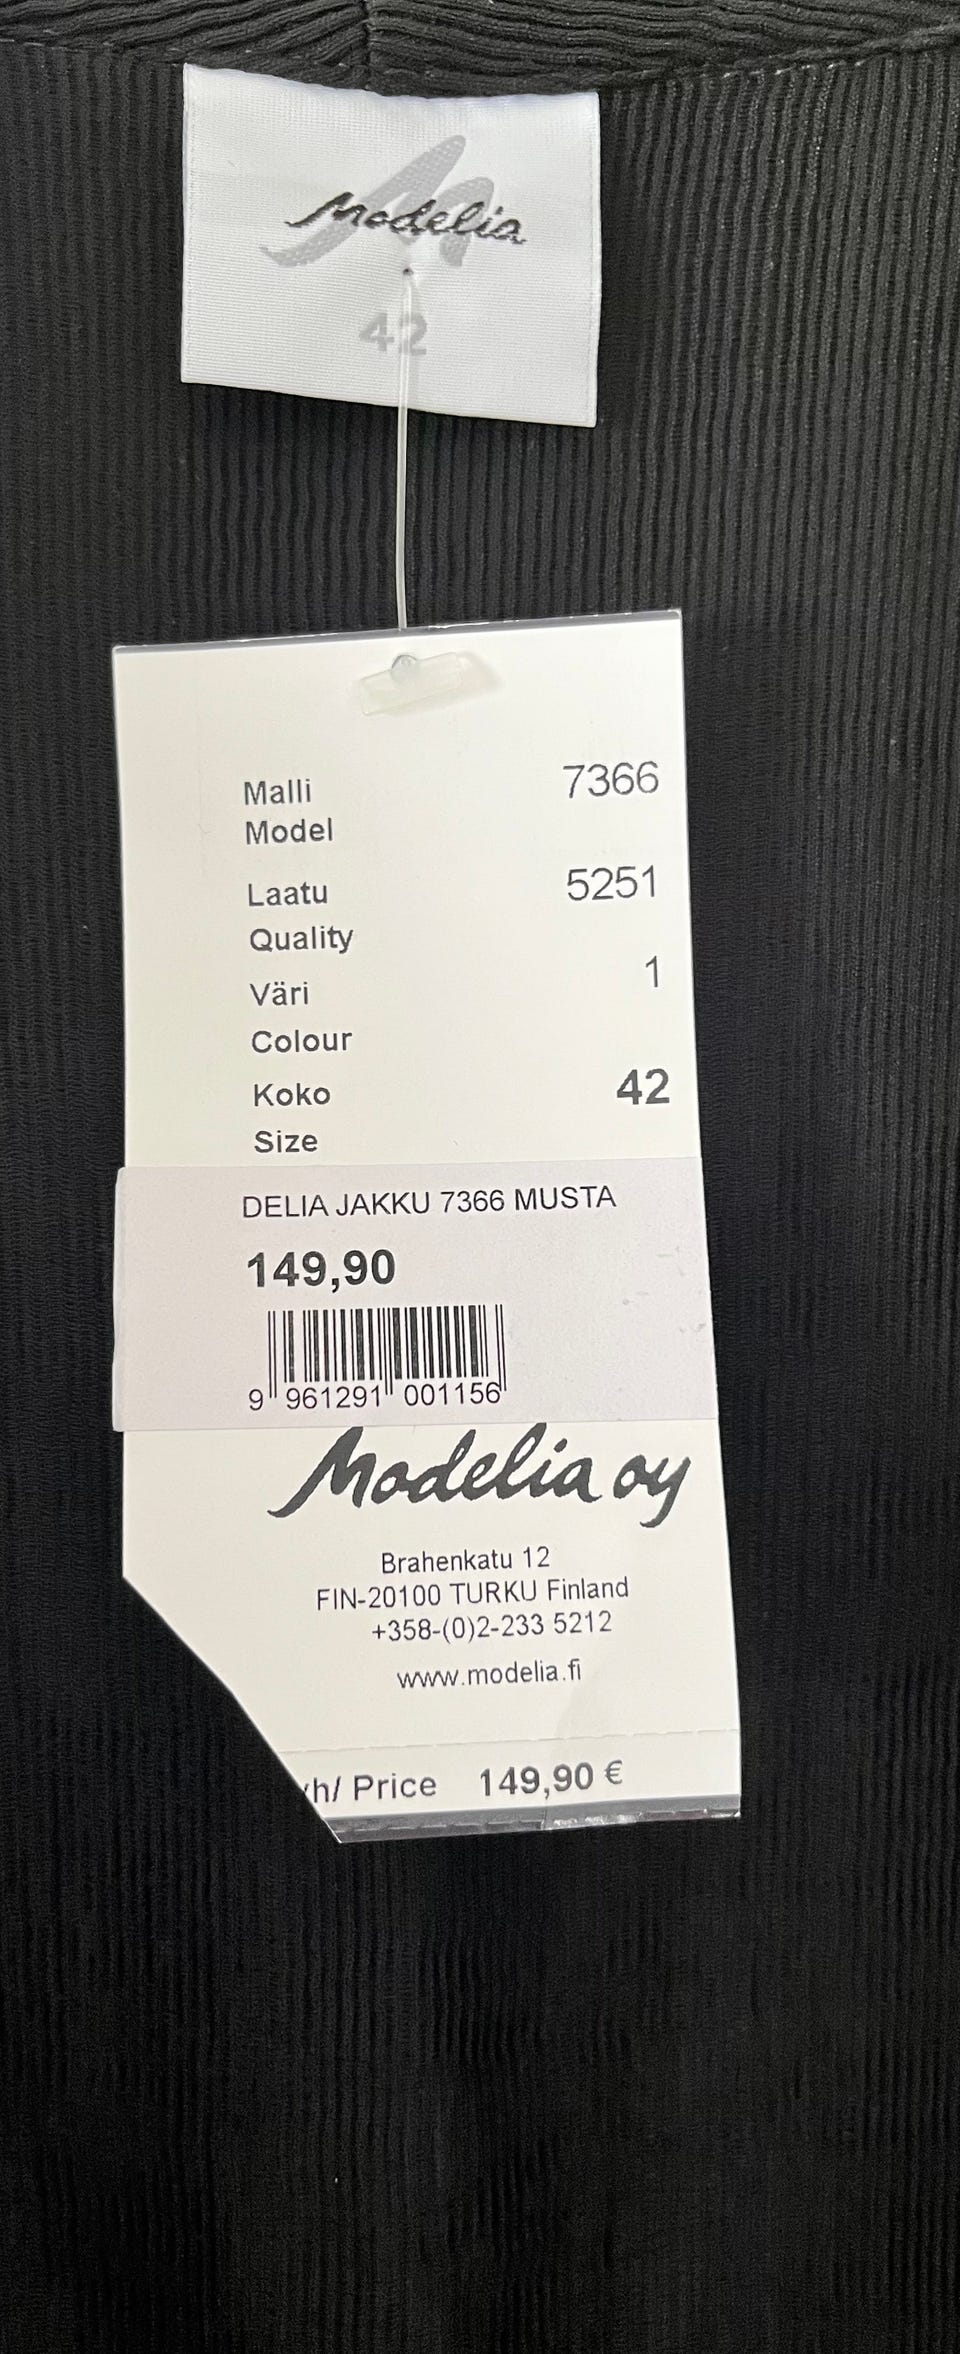 Modelia
42
Malli 7366
Model
Laatu 5251
Quality
Väri 1
Colour
Koko 42
Size
DELIA JAKKU 7366 MUSTA
149,90
9 961291 001156
Modelia oy
Brahenkatu 12
FIN-20100 TURKU Finland
+358-(0)2-233 5212
www.modelia.fi
h/ Price 149,90 €